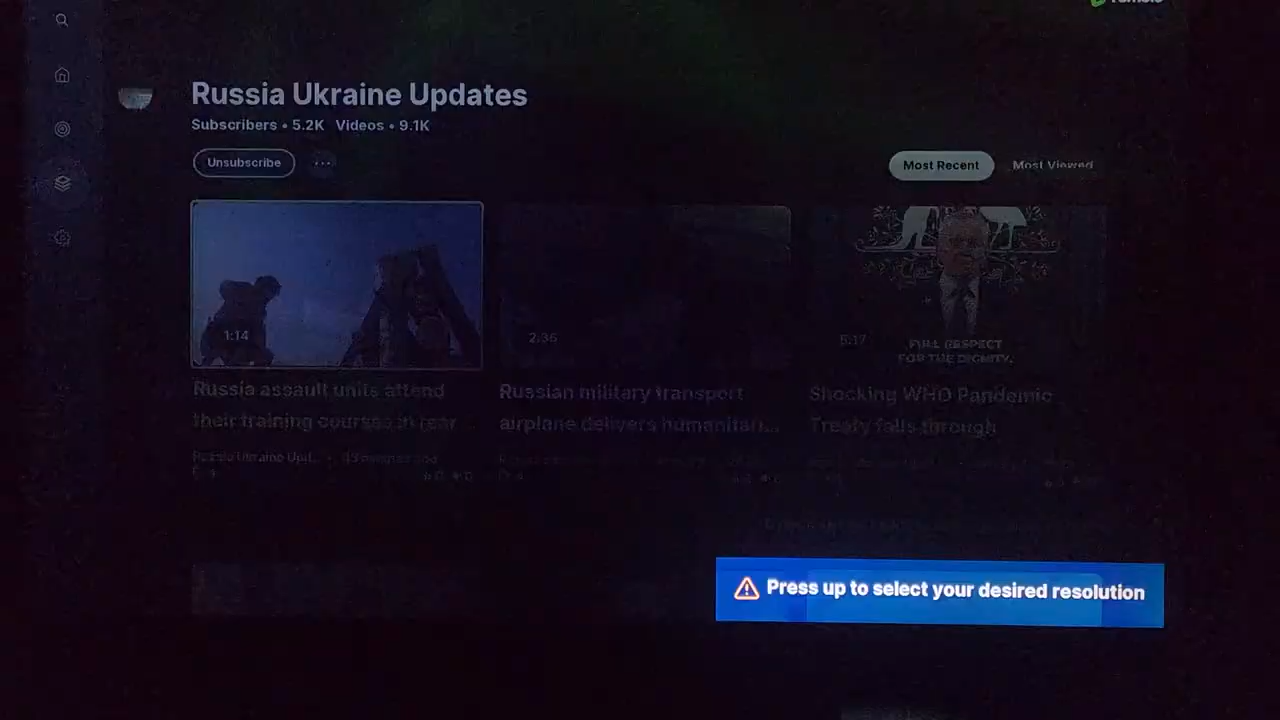 Russia Ukraine Updates
Subscribers • 5.2K Videos • 9.1K
Unsubscribe
Most Recent
Most Viewed
1:14
2:35
5:17
FULL RESPECT
FOR THE DIGNITY.
Russia assault units attend
their training courses in rear ...
Russian military transport
airplane delivers humanitari...
Shocking WHO Pandemic
Treaty falls through
Press up to select your desired resolution